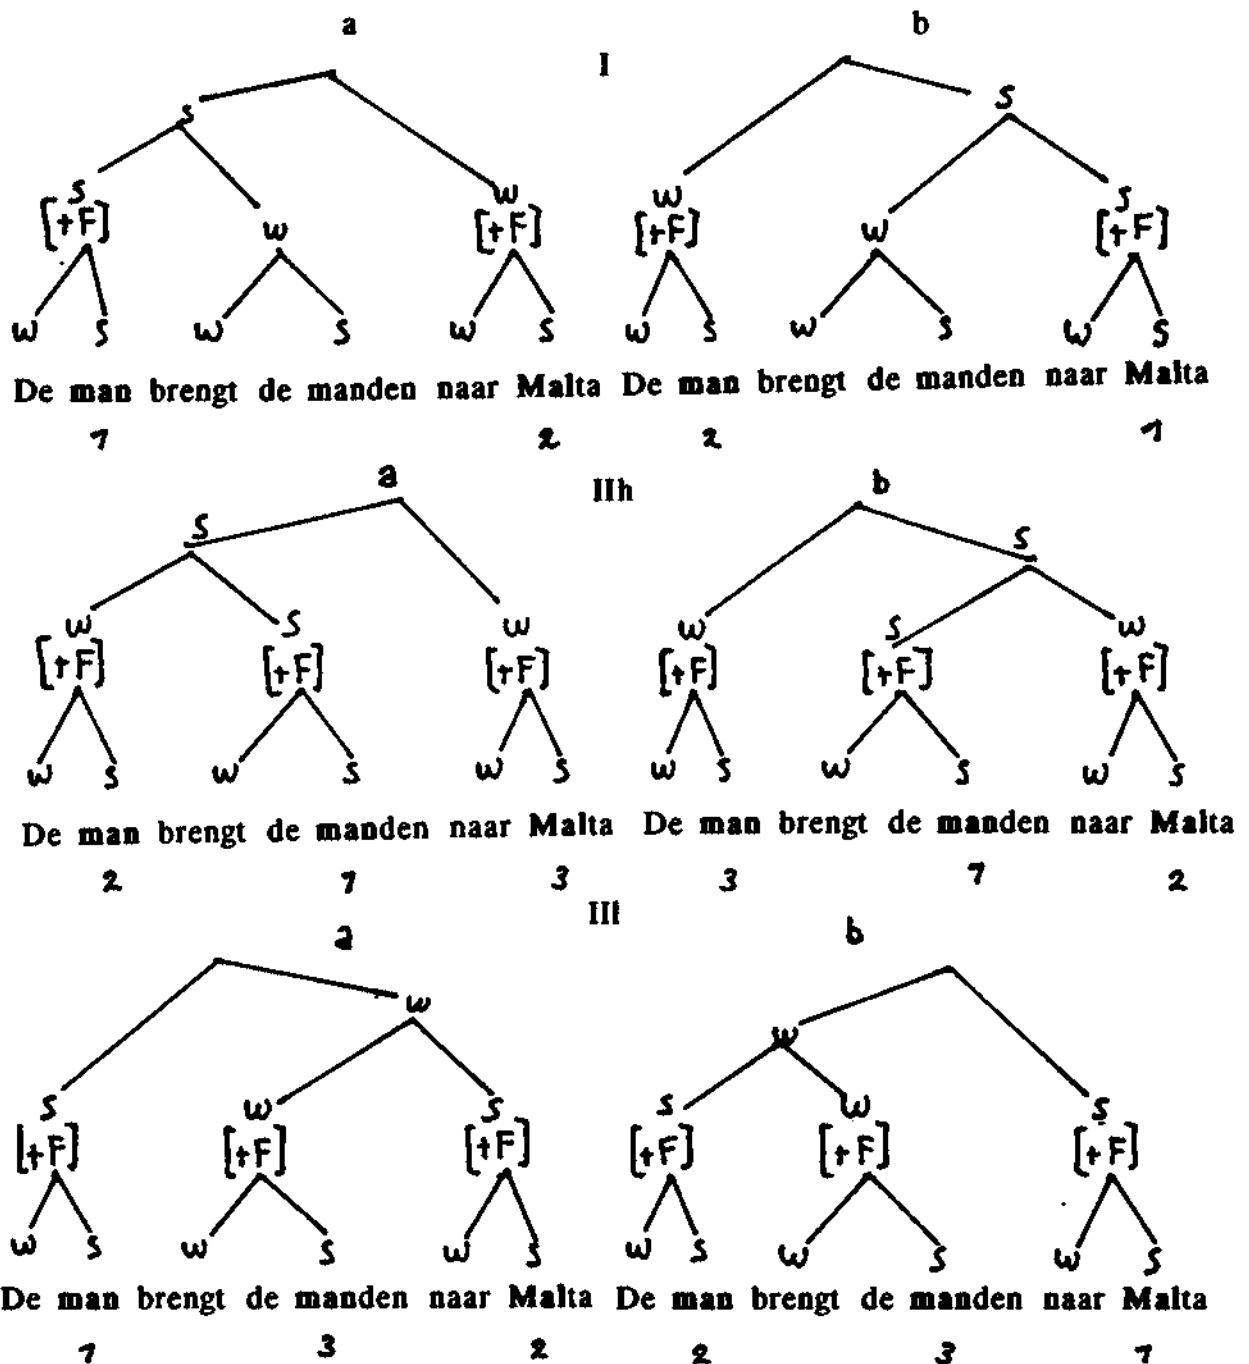 a b
I
S S
S W W S
[+F] W [+F] [+F] W [+F]
W S W S W S W S W S W S
De man brengt de manden naar Malta De man brengt de manden naar Malta
1 2 2 1
a IIh b
S S
W S W W S W
[+F] [+F] [+F] [+F] [+F] [+F]
W S W S W S W S W S W S
De man brengt de manden naar Malta De man brengt de manden naar Malta
2 1 3 3 1 2
IIl
a b
W W
S W S S W S
[+F] [+F] [+F] [+F] [+F] [+F]
W S W S W S W S W S W S
De man brengt de manden naar Malta De man brengt de manden naar Malta
1 3 2 2 3 1